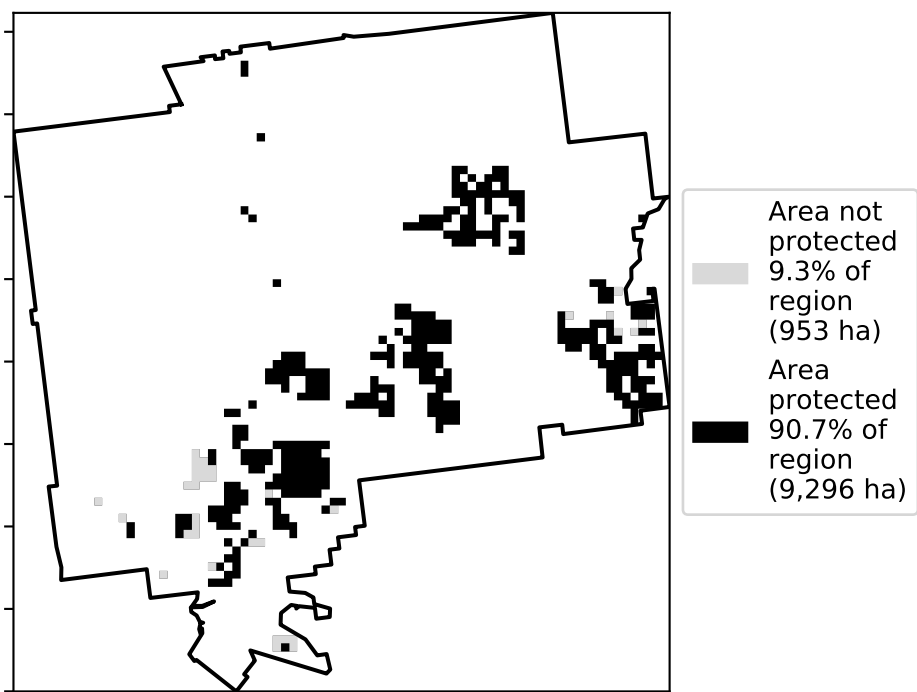 Area not
protected
9.3% of
region
(953 ha)
Area
protected
90.7% of
region
(9,296 ha)